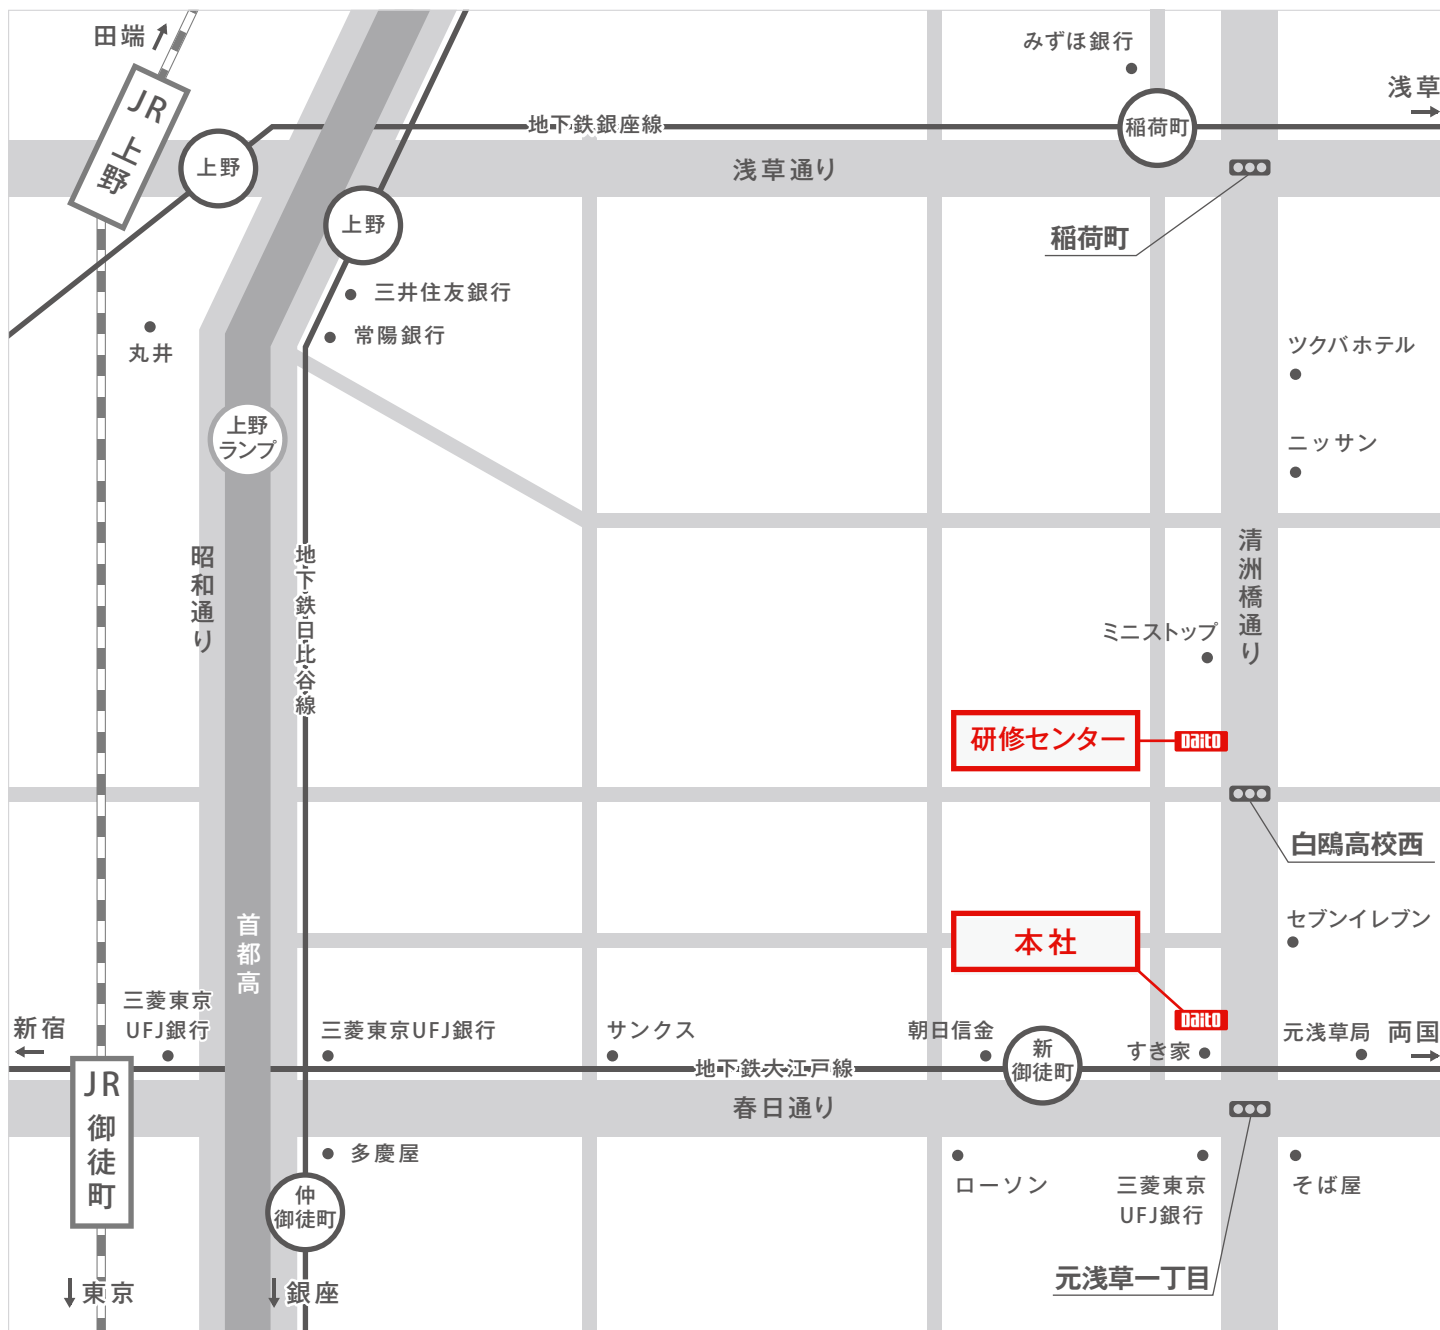 田端
みずほ銀行
浅草
JR
上野
地下鉄銀座線
稲荷町
上野
浅草通り
上野
稲荷町
三井住友銀行
常陽銀行
丸井
ツクバホテル
上野
ランプ
ニッサン
昭和通り
地下鉄日比谷線
清洲橋通り
ミニストップ
研修センター
Daito
白鴎高校西
首都高
本社
セブンイレブン
三菱東京
UFJ銀行
新宿
三菱東京UFJ銀行
サンクス
朝日信金
新
御徒町
Daito
すき家
元浅草局
両国
地下鉄大江戸線
JR
御徒町
春日通り
多慶屋
ローソン
三菱東京
UFJ銀行
そば屋
仲
御徒町
元浅草一丁目
東京
銀座